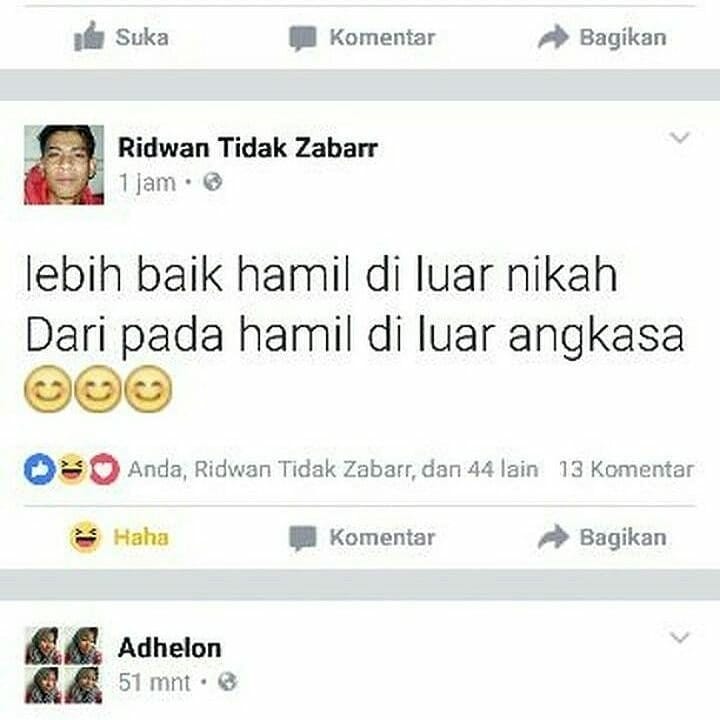 Suka Komentar Bagikan
Ridwan Tidak Zabarr
1 jam ·
lebih baik hamil di luar nikah
Dari pada hamil di luar angkasa
😊😊😊
Anda, Ridwan Tidak Zabarr, dan 44 lain 13 Komentar
Haha Komentar Bagikan
Adhelon
51 mnt ·